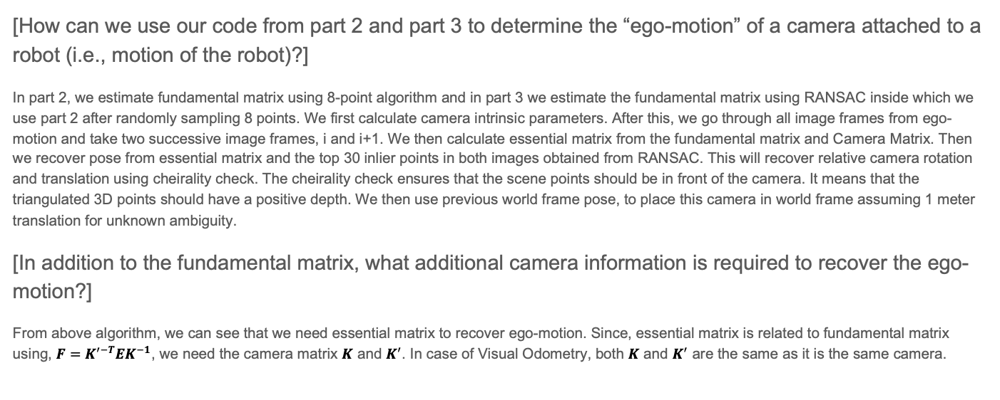 [How can we use our code from part 2 and part 3 to determine the “ego-motion” of a camera attached to a
robot (i.e., motion of the robot)?]
In part 2, we estimate fundamental matrix using 8-point algorithm and in part 3 we estimate the fundamental matrix using RANSAC inside which we
use part 2 after randomly sampling 8 points. We first calculate camera intrinsic parameters. After this, we go through all image frames from ego-
motion and take two successive image frames, i and i+1. We then calculate essential matrix from the fundamental matrix and Camera Matrix. Then
we recover pose from essential matrix and the top 30 inlier points in both images obtained from RANSAC. This will recover relative camera rotation
and translation using cheirality check. The cheirality check ensures that the scene points should be in front of the camera. It means that the
triangulated 3D points should have a positive depth. We then use previous world frame pose, to place this camera in world frame assuming 1 meter
translation for unknown ambiguity.
[In addition to the fundamental matrix, what additional camera information is required to recover the ego-
motion?]
From above algorithm, we can see that we need essential matrix to recover ego-motion. Since, essential matrix is related to fundamental matrix
using, F = K′⁻ᵀEK⁻¹, we need the camera matrix K and K′. In case of Visual Odometry, both K and K′ are the same as it is the same camera.